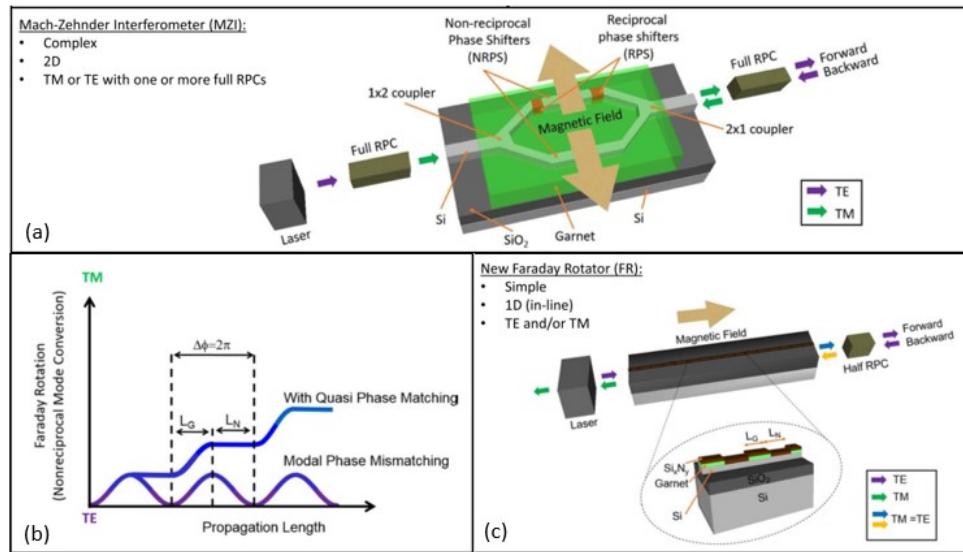 Mach-Zehnder Interferometer (MZI):
• Complex
• 2D
• TM or TE with one or more full RPCs
Non-reciprocal
Phase Shifters
(NRPS)
Reciprocal
phase shifters
(RPS)
Full RPC
Forward
Backward
1x2 coupler
Magnetic Field
2x1 coupler
Full RPC
Laser
Si
SiO2
Garnet
Si
TE
TM
(a)
TM
Faraday Rotation
(Nonreciprocal Mode Conversion)
Δϕ=2π
With Quasi Phase Matching
LG
LN
Modal Phase Mismatching
TE
Propagation Length
(b)
New Faraday Rotator (FR):
• Simple
• 1D (in-line)
• TE and/or TM
Magnetic Field
Forward
Backward
Half RPC
Laser
LG
LN
SixNy
Garnet
Si
SiO2
Si
TE
TM
TM =TE
(c)